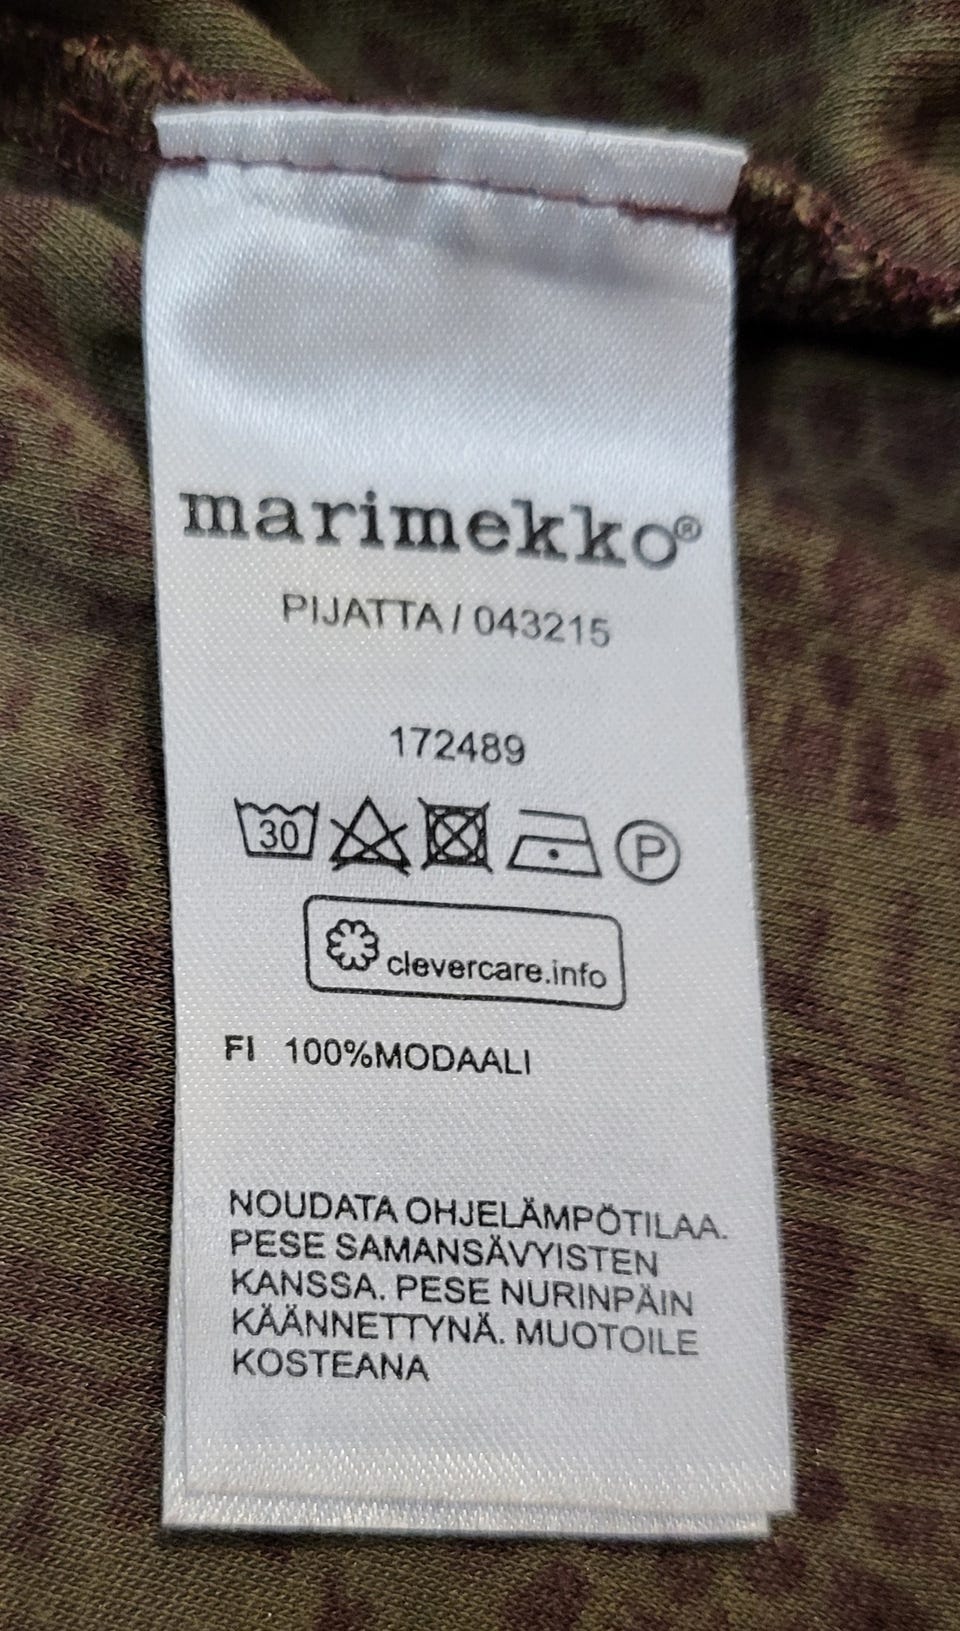 marimekko®
PIJATTA / 043215
172489
30 P
clevercare.info
FI 100%MODAALI
NOUDATA OHJELÄMPÖTILAA.
PESE SAMANSÄVYISTEN
KANSSA. PESE NURINPÄIN
KÄÄNNETTYNÄ. MUOTOILE
KOSTEANA